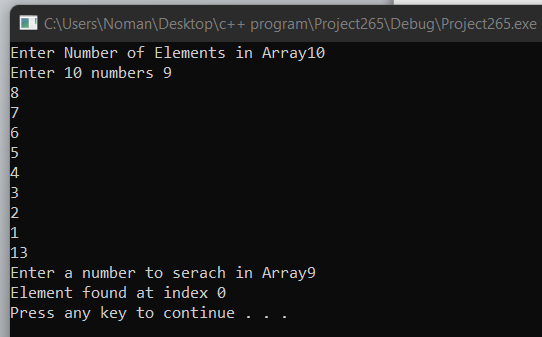 C:\Users\Noman\Desktop\c++ program\Project265\Debug\Project265.exe
Enter Number of Elements in Array10
Enter 10 numbers 9
8
7
6
5
4
3
2
1
13
Enter a number to serach in Array9
Element found at index 0
Press any key to continue . . .